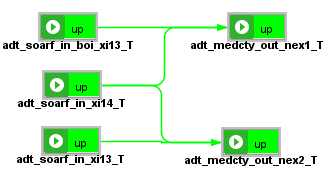 up
adt_soarf_in_boi_xi13_T
up
adt_medcty_out_nex1_T
up
adt_soarf_in_xi14_T
up
adt_soarf_in_xi13_T
up
adt_medcty_out_nex2_T